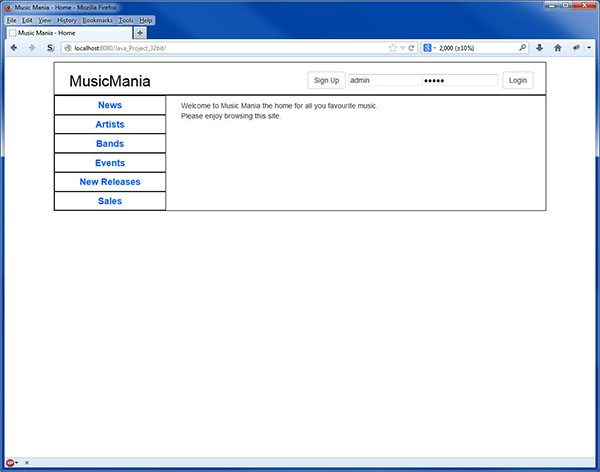 Music Mania - Home - Mozilla Firefox
File Edit View History Bookmarks Tools Help
Music Mania - Home
localhost:8080/Java_Project_32bit/
2,000 (±10%)
MusicMania
Sign Up admin ●●●●● Login
News
Artists
Bands
Events
New Releases
Sales
Welcome to Music Mania the home for all you favourite music.
Please enjoy browsing this site.